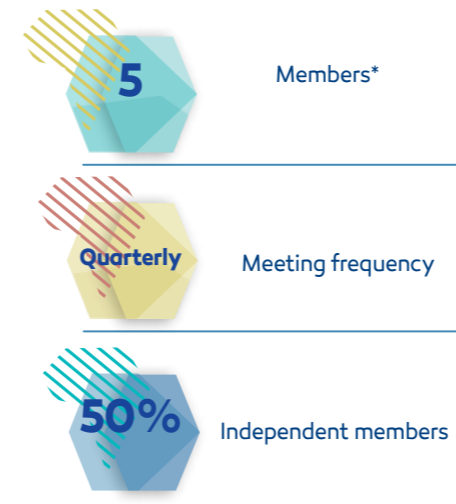 5
Members*
Quarterly
Meeting frequency
50%
Independent members